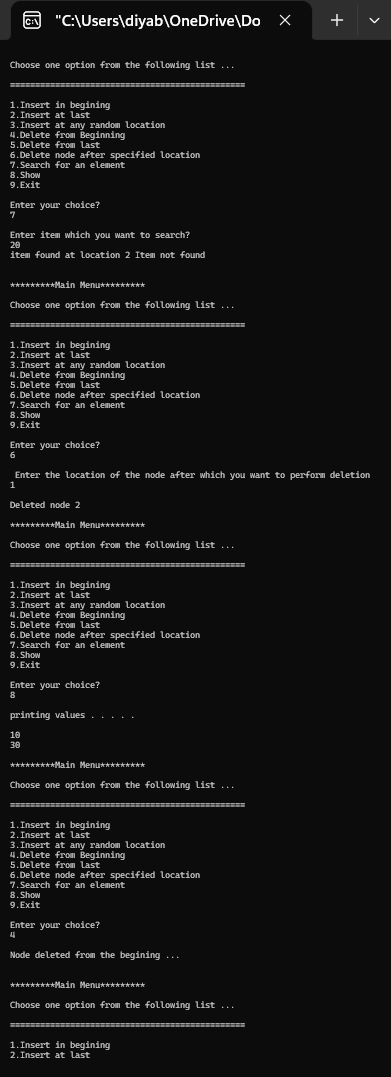 "C:\Users\diyab\OneDrive\Do
Choose one option from the following list ...
===============================================
1.Insert in begining
2.Insert at last
3.Insert at any random location
4.Delete from Beginning
5.Delete from last
6.Delete node after specified location
7.Search for an element
8.Show
9.Exit
Enter your choice?
7
Enter item which you want to search?
20
item found at location 2 Item not found
*********Main Menu*********
Choose one option from the following list ...
===============================================
1.Insert in begining
2.Insert at last
3.Insert at any random location
4.Delete from Beginning
5.Delete from last
6.Delete node after specified location
7.Search for an element
8.Show
9.Exit
Enter your choice?
6
Enter the location of the node after which you want to perform deletion
1
Deleted node 2
*********Main Menu*********
Choose one option from the following list ...
===============================================
1.Insert in begining
2.Insert at last
3.Insert at any random location
4.Delete from Beginning
5.Delete from last
6.Delete node after specified location
7.Search for an element
8.Show
9.Exit
Enter your choice?
8
printing values . . . . .
10
30
*********Main Menu*********
Choose one option from the following list ...
===============================================
1.Insert in begining
2.Insert at last
3.Insert at any random location
4.Delete from Beginning
5.Delete from last
6.Delete node after specified location
7.Search for an element
8.Show
9.Exit
Enter your choice?
4
Node deleted from the begining ...
*********Main Menu*********
Choose one option from the following list ...
===============================================
1.Insert in begining
2.Insert at last